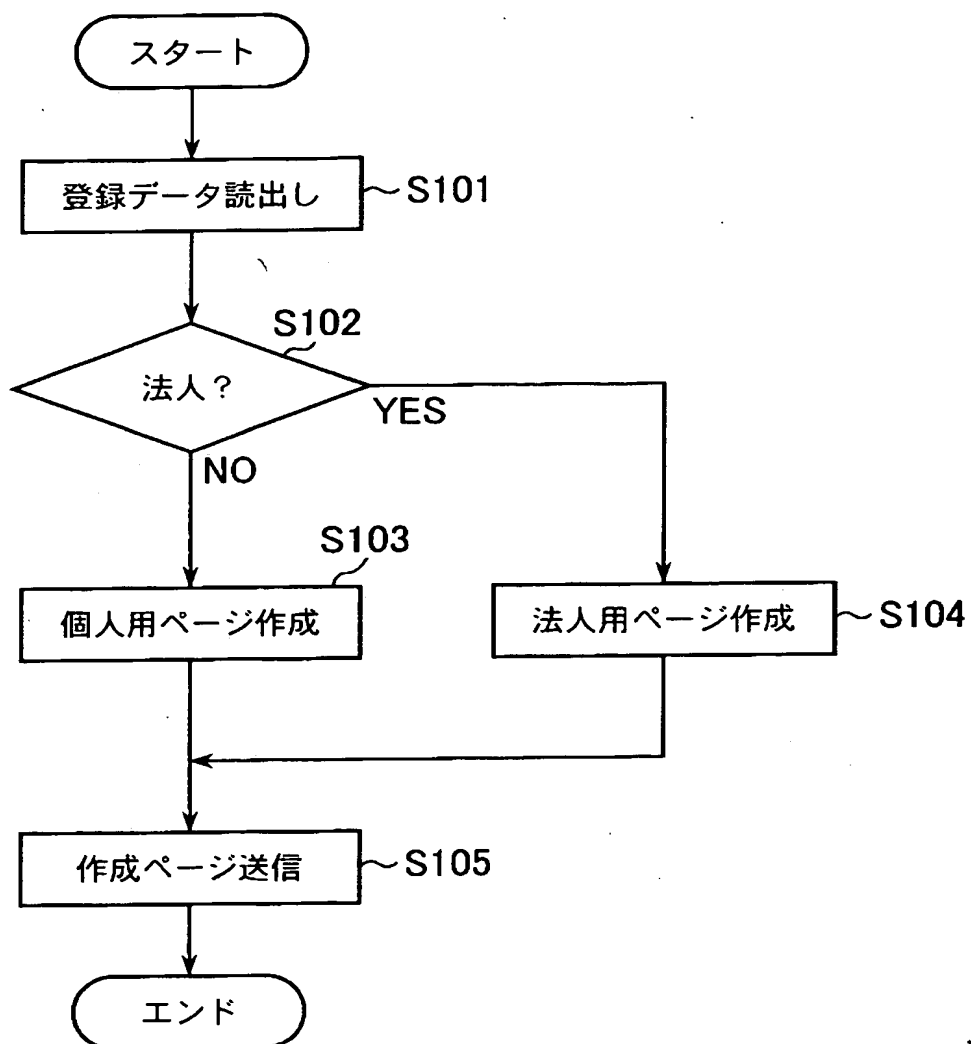 スタート
登録データ読出し
S101
S102
法人?
YES
NO
S103
個人用ページ作成
法人用ページ作成
S104
作成ページ送信
S105
エンド